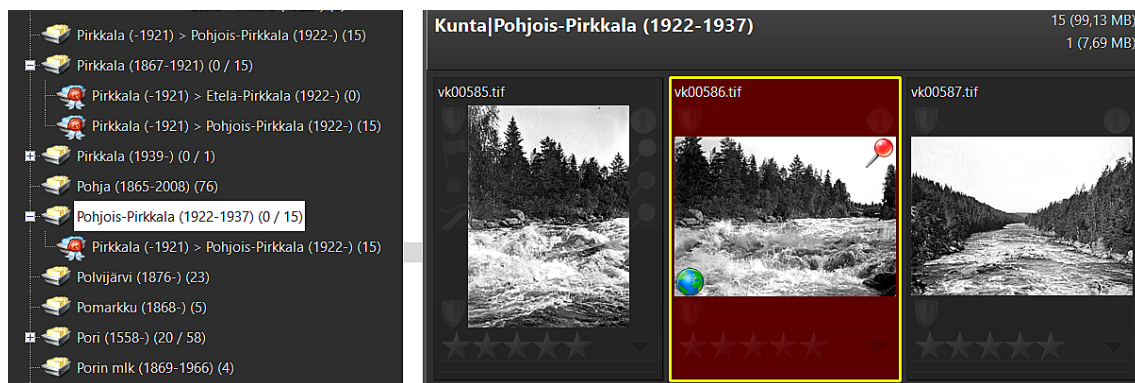 Pirkkala (-1921) > Pohjois-Pirkkala (1922-) (15)
Pirkkala (1867-1921) (0 / 15)
Pirkkala (-1921) > Etelä-Pirkkala (1922-) (0)
Pirkkala (-1921) > Pohjois-Pirkkala (1922-) (15)
Pirkkala (1939-) (0 / 1)
Pohja (1865-2008) (76)
Pohjois-Pirkkala (1922-1937) (0 / 15)
Pirkkala (-1921) > Pohjois-Pirkkala (1922-) (15)
Polvijärvi (1876-) (23)
Pomarkku (1868-) (5)
Pori (1558-) (20 / 58)
Porin mlk (1869-1966) (4)
Kunta|Pohjois-Pirkkala (1922-1937)
15 (99,13 MB)
1 (7,69 MB)
vk00585.tif
vk00586.tif
vk00587.tif